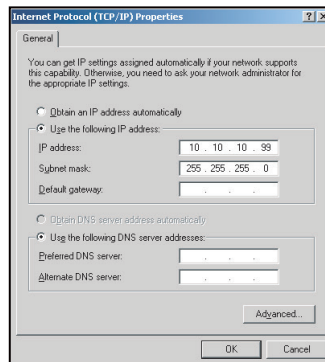 Internet Protocol (TCP/IP) Properties
General
You can get IP settings assigned automatically if your network supports
this capability. Otherwise, you need to ask your network administrator for
the appropriate IP settings.
Obtain an IP address automatically
Use the following IP address:
IP address: 10 . 10 . 10 . 99
Subnet mask: 255 . 255 . 255 . 0
Default gateway: . . .
Obtain DNS server address automatically
Use the following DNS server addresses:
Preferred DNS server: . . .
Alternate DNS server: . . .
Advanced...
OK Cancel